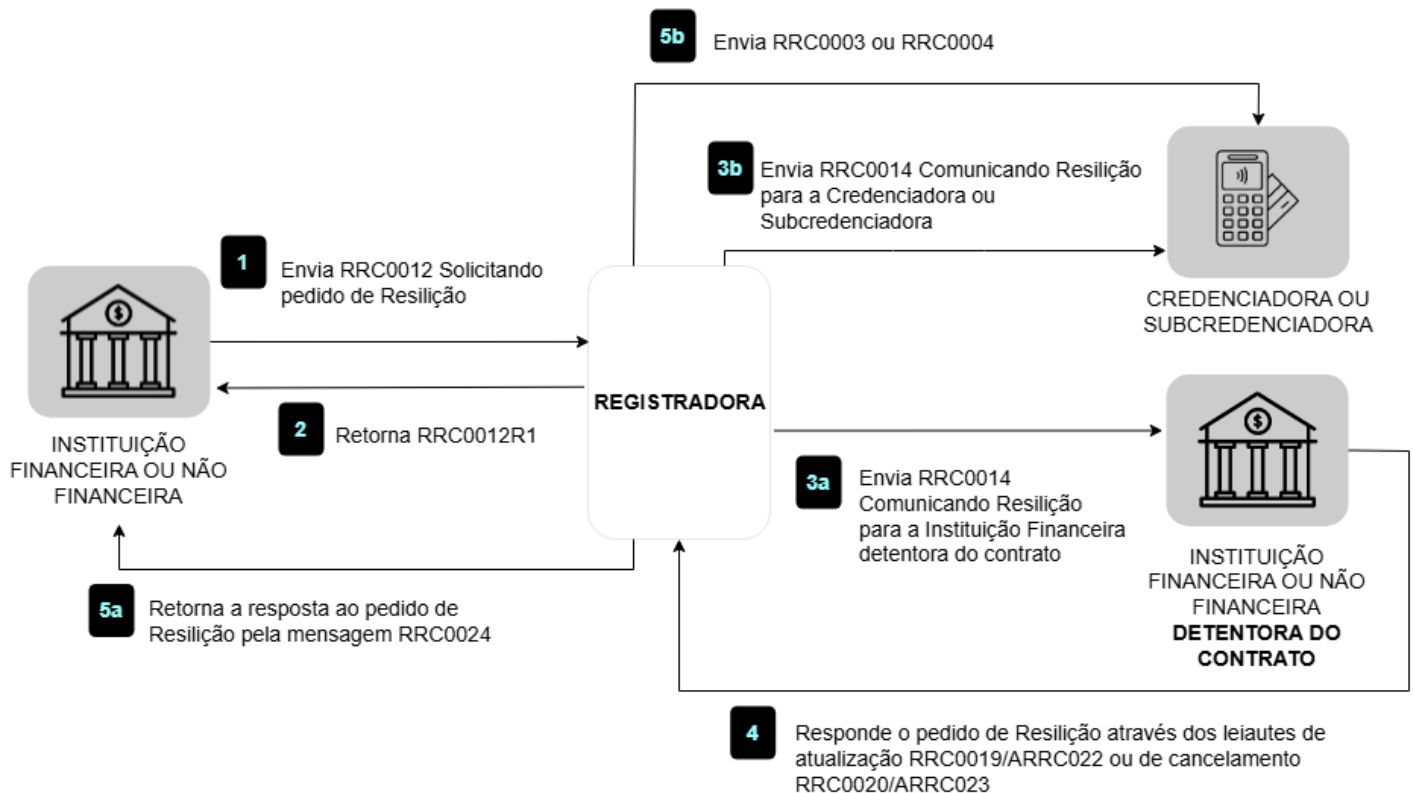 5b
Envia RRC0003 ou RRC0004
3b
Envia RRC0014 Comunicando Resilição
para a Credenciadora ou
Subcredenciadora
1
Envia RRC0012 Solicitando
pedido de Resilição
$
CREDENCIADORA OU
SUBCREDENCIADORA
REGISTRADORA
2
Retorna RRC0012R1
INSTITUIÇÃO
FINANCEIRA OU NÃO
FINANCEIRA
$
3a
Envia RRC0014
Comunicando Resilição
para a Instituição Financeira
detentora do contrato
INSTITUIÇÃO
FINANCEIRA OU NÃO
FINANCEIRA
DETENTORA DO
CONTRATO
5a
Retorna a resposta ao pedido de
Resilição pela mensagem RRC0024
4
Responde o pedido de Resilição através dos leiautes de
atualização RRC0019/ARRC022 ou de cancelamento
RRC0020/ARRC023